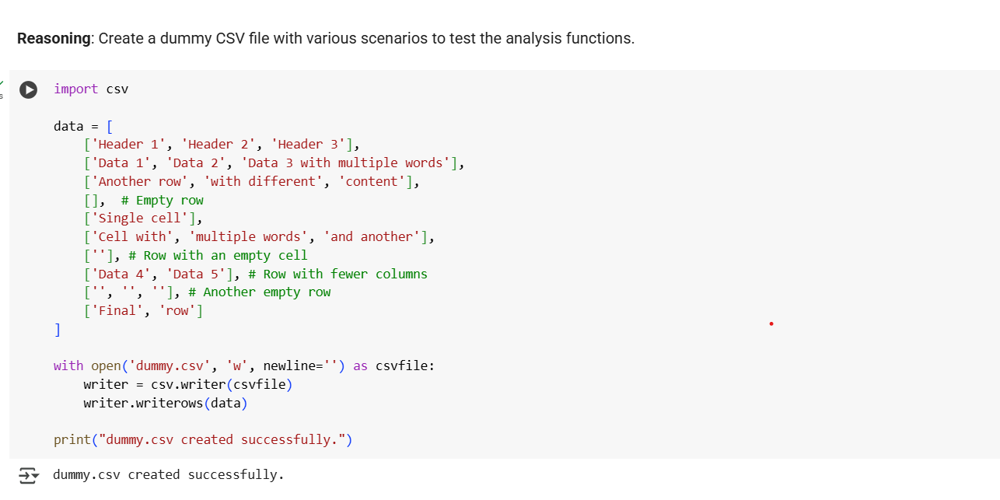 Reasoning: Create a dummy CSV file with various scenarios to test the analysis functions.
s
import csv
data = [
    ['Header 1', 'Header 2', 'Header 3'],
    ['Data 1', 'Data 2', 'Data 3 with multiple words'],
    ['Another row', 'with different', 'content'],
    [],  # Empty row
    ['Single cell'],
    ['Cell with', 'multiple words', 'and another'],
    [''], # Row with an empty cell
    ['Data 4', 'Data 5'], # Row with fewer columns
    ['', '', ''], # Another empty row
    ['Final', 'row']
]
with open('dummy.csv', 'w', newline='') as csvfile:
    writer = csv.writer(csvfile)
    writer.writerows(data)
print("dummy.csv created successfully.")
dummy.csv created successfully.